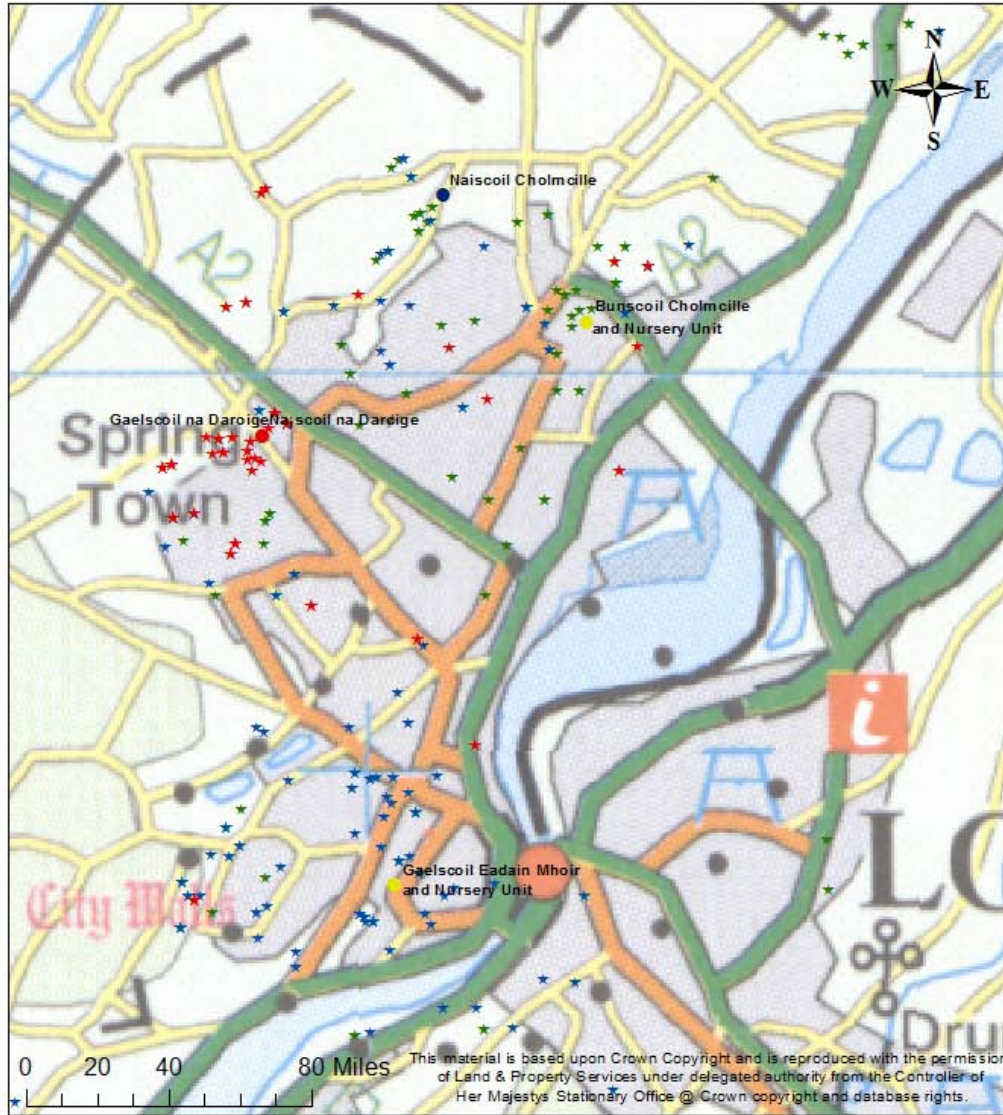 N
W E
S
Naiscoil Cholmcille
A2
A2
Bunscoil Cholmcille
and Nursery Unit
Gaelscoil na Daroige Naiscoil na Daroige
Spring
Town
i
LO
Gaelscoil Eadain Mhoir
and Nursery Unit
City Walls
Dru
0 20 40 80 Miles
This material is based upon Crown Copyright and is reproduced with the permission
of Land & Property Services under delegated authority from the Controller of
Her Majestys Stationary Office @ Crown copyright and database rights.